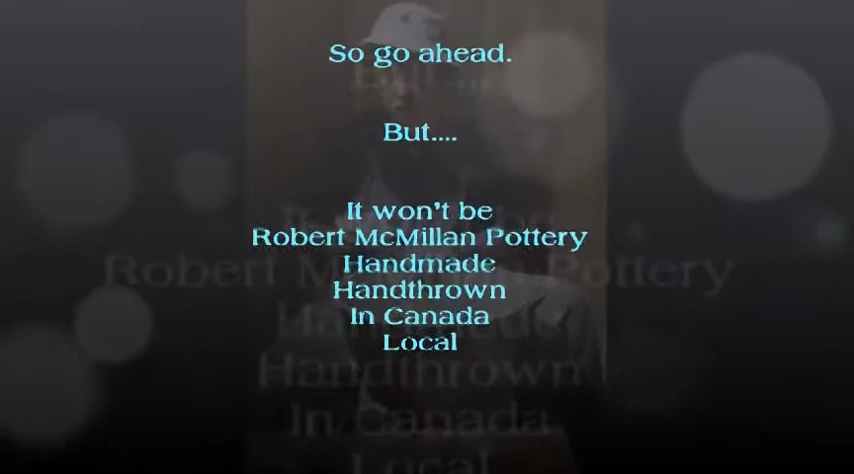 So go ahead.
But....
It won't be
Robert McMillan Pottery
Handmade
Handthrown
In Canada
Local